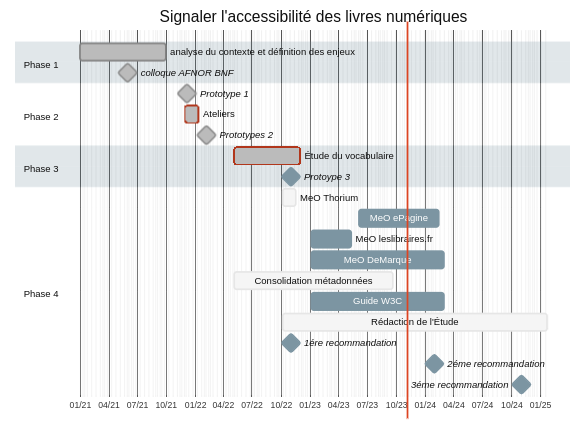 Signaler l'accessibilité des livres numériques
Phase 1
analyse du contexte et définition des enjeux
colloque AFNOR BNF
Phase 2
Prototype 1
Ateliers
Prototypes 2
Phase 3
Étude du vocabulaire
Protoype 3
Phase 4
MeO Thorium
MeO ePagine
MeO leslibraires.fr
MeO DeMarque
Consolidation métadonnées
Guide W3C
Rédaction de l'Étude
1ére recommandation
2éme recommandation
3éme recommandation
01/21 04/21 07/21 10/21 01/22 04/22 07/22 10/22 01/23 04/23 07/23 10/23 01/24 04/24 07/24 10/24 01/25